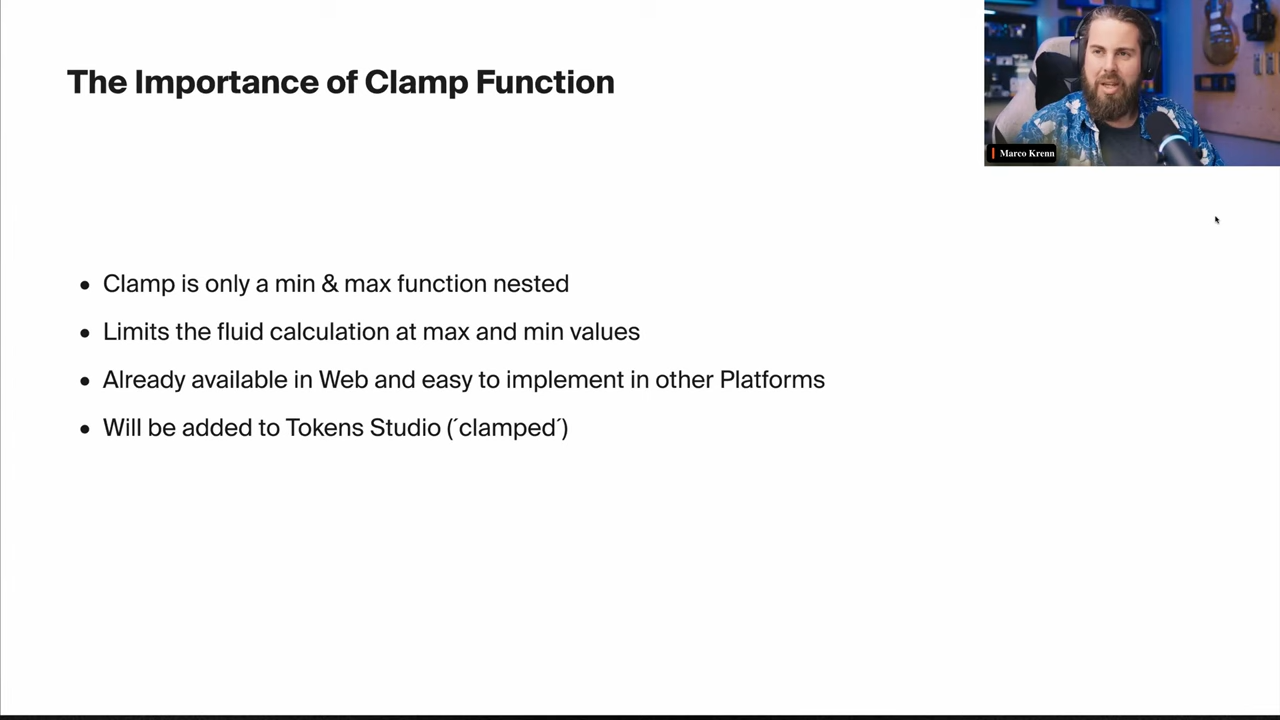 The Importance of Clamp Function
Marco Krenn
Clamp is only a min & max function nested
Limits the fluid calculation at max and min values
Already available in Web and easy to implement in other Platforms
Will be added to Tokens Studio (´clamped´)